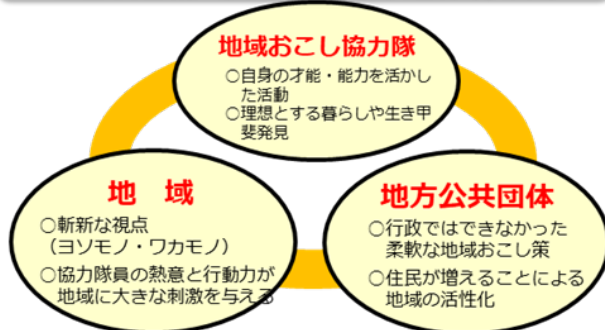 地域おこし協力隊
○自身の才能・能力を活かし
た活動
○理想とする暮らしや生き甲
斐発見
地　域
○斬新な視点
（ヨソモノ・ワカモノ）
○協力隊員の熱意と行動力が
地域に大きな刺激を与える
地方公共団体
○行政ではできなかった
柔軟な地域おこし策
○住民が増えることによる
地域の活性化